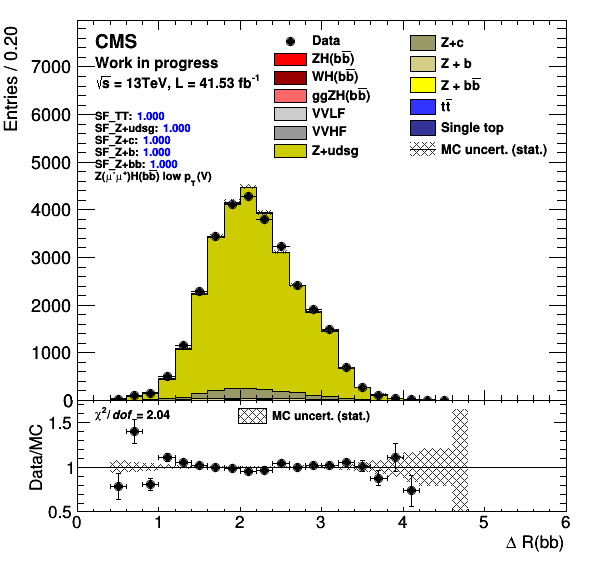 CMS
Work in progress
√s = 13TeV, L = 41.53 fb⁻¹
SF_TT: 1.000
SF_Z+udsg: 1.000
SF_Z+c: 1.000
SF_Z+b: 1.000
SF_Z+bb: 1.000
Z(μ⁻μ⁺)H(bb̅) low p_T(V)
Data
ZH(bb̅)
WH(bb̅)
ggZH(bb̅)
VVLF
VVHF
Z+udsg
Z+c
Z + b
Z + bb̅
tt̅
Single top
MC uncert. (stat.)
Entries / 0.20
7000
6000
5000
4000
3000
2000
1000
0
χ²/dof = 2.04
MC uncert. (stat.)
Data/MC
1.5
1
0.5
0 1 2 3 4 5 6
Δ R(bb)